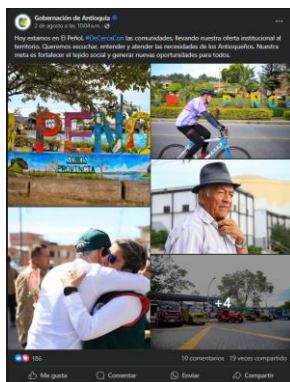 Gobernación de Antioquia
2 de agosto a las 10:04 a.m. ·
Hoy estamos en El Peñol, #DeCercaCon las comunidades, llevando nuestra oferta institucional al
territorio. Queremos escuchar, entender y atender las necesidades de los Antioqueños. Nuestra
meta es fortalecer el tejido social y generar nuevas oportunidades para todos.
PEÑO
PEÑOL
+4
186
10 comentarios 19 veces compartido
Me gusta
Comentar
Enviar
Compartir